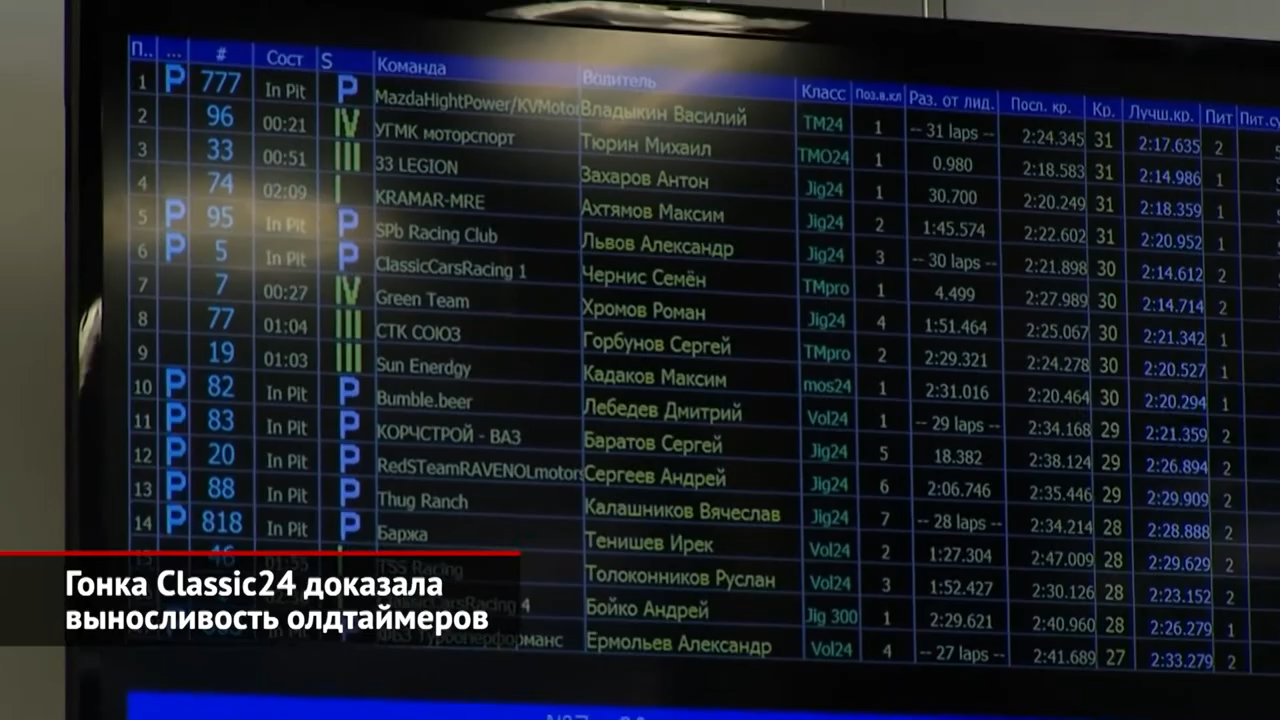 П.. ... # Сост S Команда Водитель Класс Поз.в.кл Раз. от лид. Посл. кр. Кр. Лучш.кр. Пит
1 P 777 In Pit P MazdaHightPower/KVMotor Владыкин Василий TM24 1 -- 31 laps -- 2:24.345 31 2:17.635 2
2 96 00:21 IV УГМК моторспорт Тюрин Михаил TMO24 1 0.980 2:18.583 31 2:14.986 1
3 33 00:51 III 33 LEGION Захаров Антон Jig24 1 30.700 2:20.249 31 2:18.359 1
4 74 02:09 I KRAMAR-MRE Ахтямов Максим Jig24 2 1:45.574 2:22.602 31 2:20.952 1
5 P 95 In Pit P SPb Racing Club Львов Александр Jig24 3 -- 30 laps -- 2:21.898 30 2:14.612 2
6 P 5 In Pit P ClassicCarsRacing 1 Чернис Семён TMpro 1 4.499 2:27.989 30 2:14.714 2
7 7 00:27 IV Green Team Хромов Роман Jig24 4 1:51.464 2:25.067 30 2:21.342 1
8 77 01:04 III СТК СОЮЗ Горбунов Сергей TMpro 2 2:29.321 2:24.278 30 2:20.527 1
9 19 01:03 III Sun Enerdgy Кадаков Максим mos24 1 2:31.016 2:20.464 30 2:20.294 1
10 P 82 In Pit P Bumble.beer Лебедев Дмитрий Vol24 1 -- 29 laps -- 2:34.168 29 2:21.359 2
11 P 83 In Pit P КОРЧСТРОЙ - ВАЗ Баратов Сергей Jig24 5 18.382 2:38.124 29 2:26.894 2
12 P 20 In Pit P RedSTeamRAVENOLmotors Сергеев Андрей Jig24 6 2:06.746 2:35.446 29 2:29.909 2
13 P 88 In Pit P Thug Ranch Калашников Вячеслав Jig24 7 -- 28 laps -- 2:34.214 28 2:28.888 2
14 P 818 In Pit P Баржа Тенишев Ирек Vol24 2 1:27.304 2:47.009 28 2:29.629 2
15 46 01:55 TSS Racing Толоконников Руслан Vol24 3 1:52.427 2:30.126 28 2:23.152 2
ClassicCarsRacing 4 Бойко Андрей Jig 300 1 2:29.621 2:40.960 28 2:26.279 1
In Pit Ермольев Александр Vol24 4 -- 27 laps -- 2:41.689 27 2:33.279 2
Гонка Classic24 доказала
выносливость олдтаймеров